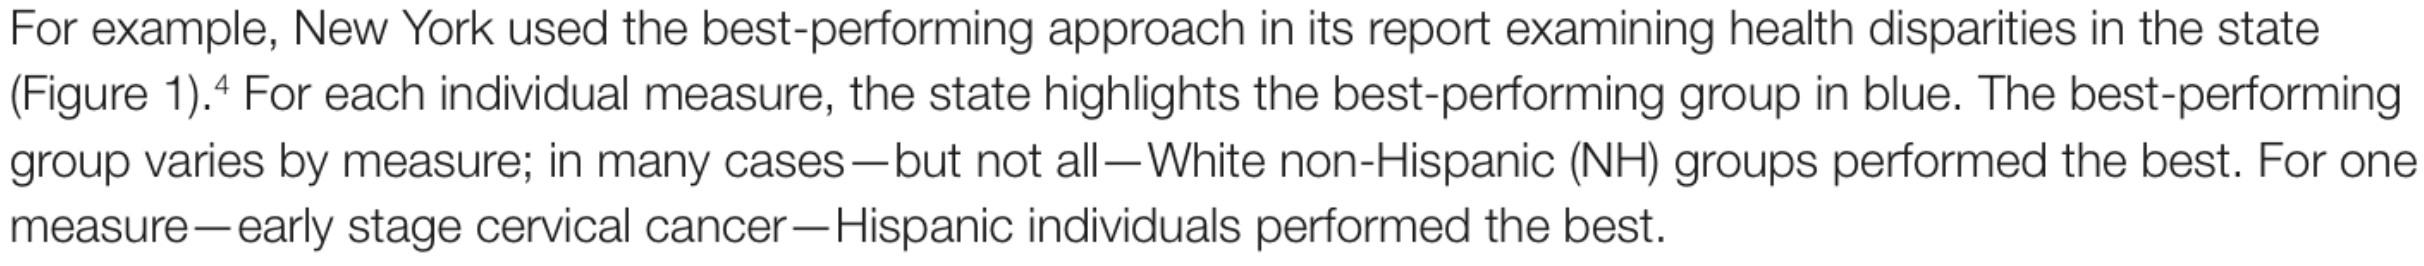 For example, New York used the best-performing approach in its report examining health disparities in the state
(Figure 1).⁴ For each individual measure, the state highlights the best-performing group in blue. The best-performing
group varies by measure; in many cases—but not all—White non-Hispanic (NH) groups performed the best. For one
measure—early stage cervical cancer—Hispanic individuals performed the best.